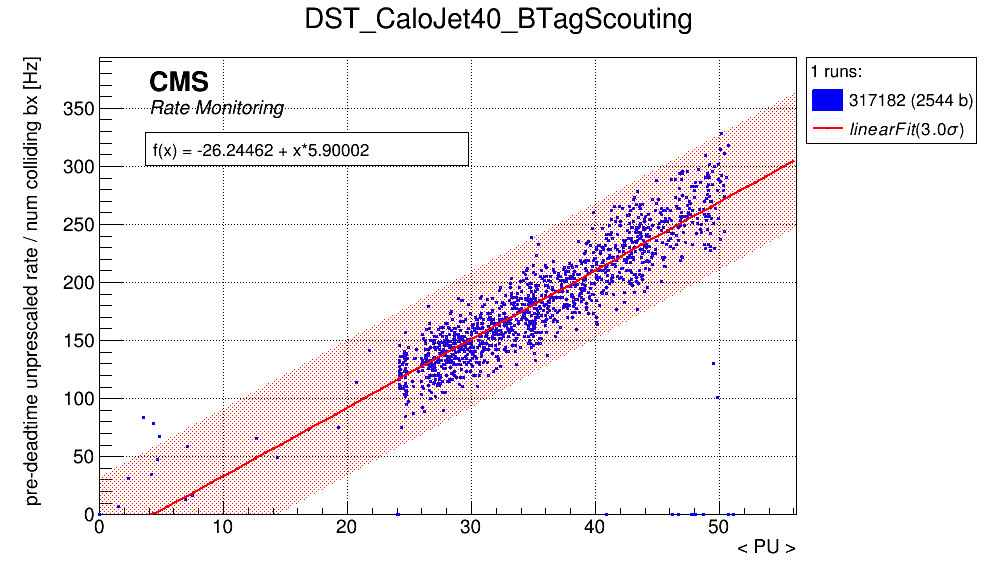 DST_CaloJet40_BTagScouting
pre-deadtime unprescaled rate / num colliding bx [Hz]
CMS
Rate Monitoring
f(x) = -26.24462 + x*5.90002
350
300
250
200
150
100
50
0
0 10 20 30 40 50
< PU >
1 runs:
317182 (2544 b)
linearFit(3.0σ)